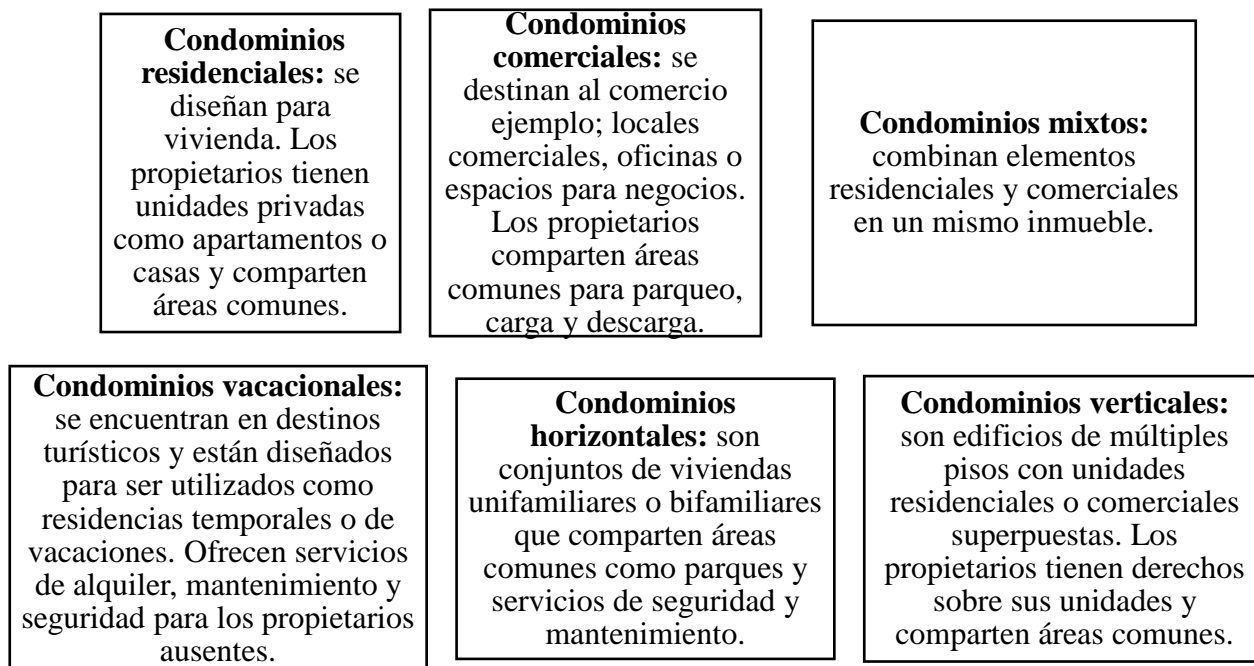 Condominios
residenciales: se
diseñan para
vivienda. Los
propietarios tienen
unidades privadas
como apartamentos o
casas y comparten
áreas comunes.
Condominios
comerciales: se
destinan al comercio
ejemplo; locales
comerciales, oficinas o
espacios para negocios.
Los propietarios
comparten áreas
comunes para parqueo,
carga y descarga.
Condominios mixtos:
combinan elementos
residenciales y comerciales
en un mismo inmueble.
Condominios vacacionales:
se encuentran en destinos
turísticos y están diseñados
para ser utilizados como
residencias temporales o de
vacaciones. Ofrecen servicios
de alquiler, mantenimiento y
seguridad para los propietarios
ausentes.
Condominios
horizontales: son
conjuntos de viviendas
unifamiliares o bifamiliares
que comparten áreas
comunes como parques y
servicios de seguridad y
mantenimiento.
Condominios verticales:
son edificios de múltiples
pisos con unidades
residenciales o comerciales
superpuestas. Los
propietarios tienen derechos
sobre sus unidades y
comparten áreas comunes.